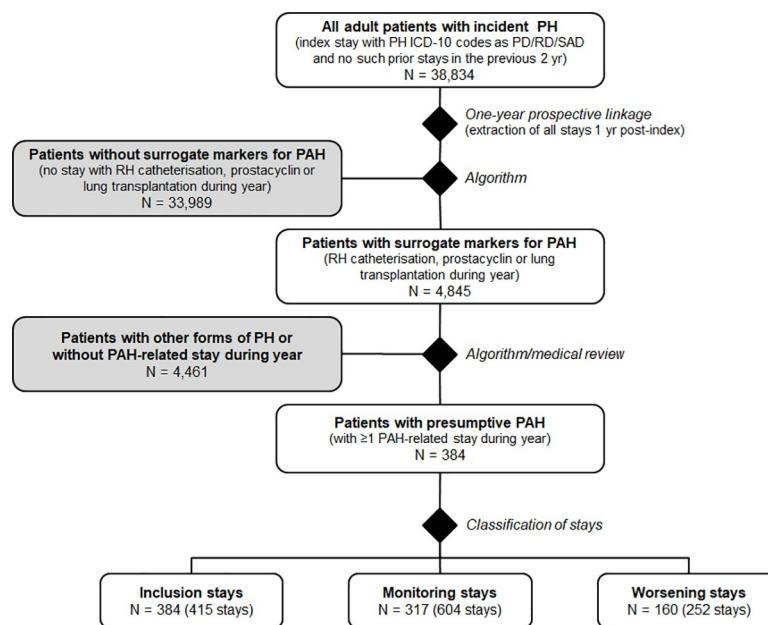 All adult patients with incident PH
(index stay with PH ICD-10 codes as PD/RD/SAD
and no such prior stays in the previous 2 yr)
N = 38,834
One-year prospective linkage
(extraction of all stays 1 yr post-index)
Patients without surrogate markers for PAH
(no stay with RH catheterisation, prostacyclin or
lung transplantation during year)
N = 33,989
Algorithm
Patients with surrogate markers for PAH
(RH catheterisation, prostacyclin or lung
transplantation during year)
N = 4,845
Patients with other forms of PH or
without PAH-related stay during year
N = 4,461
Algorithm/medical review
Patients with presumptive PAH
(with ≥1 PAH-related stay during year)
N = 384
Classification of stays
Inclusion stays
N = 384 (415 stays)
Monitoring stays
N = 317 (604 stays)
Worsening stays
N = 160 (252 stays)